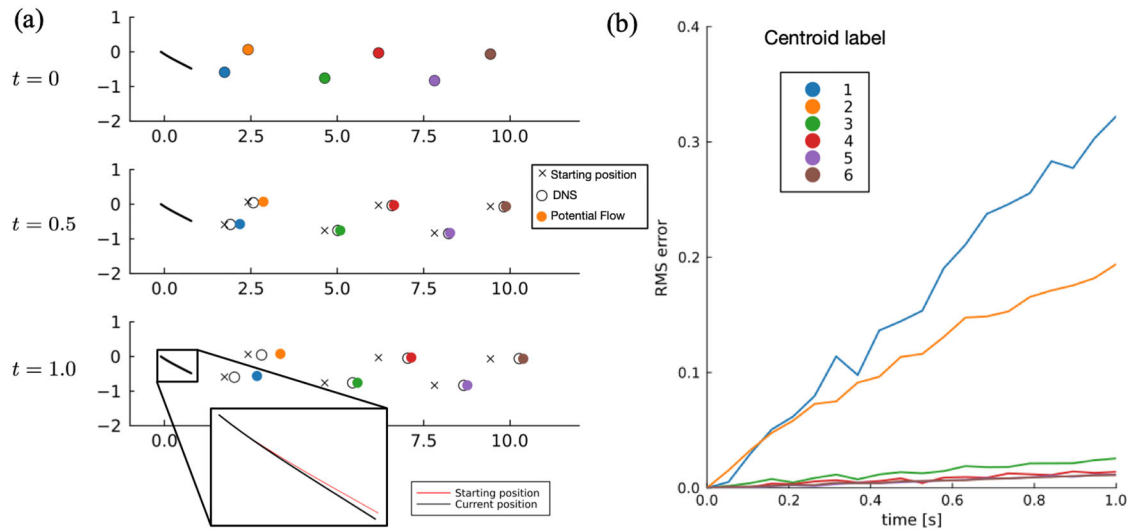 (a)
1
0
−1
−2
t = 0
0.0 2.5 5.0 7.5 10.0
1
0
−1
−2
t = 0.5
0.0 2.5 5.0 7.5 10.0
× Starting position
DNS
Potential Flow
1
0
−1
−2
t = 1.0
0.0 7.5 10.0
Starting position
Current position
(b)
Centroid label
1
2
3
4
5
6
RMS error
0.4
0.3
0.2
0.1
0.0
0.0 0.2 0.4 0.6 0.8 1.0
time [s]